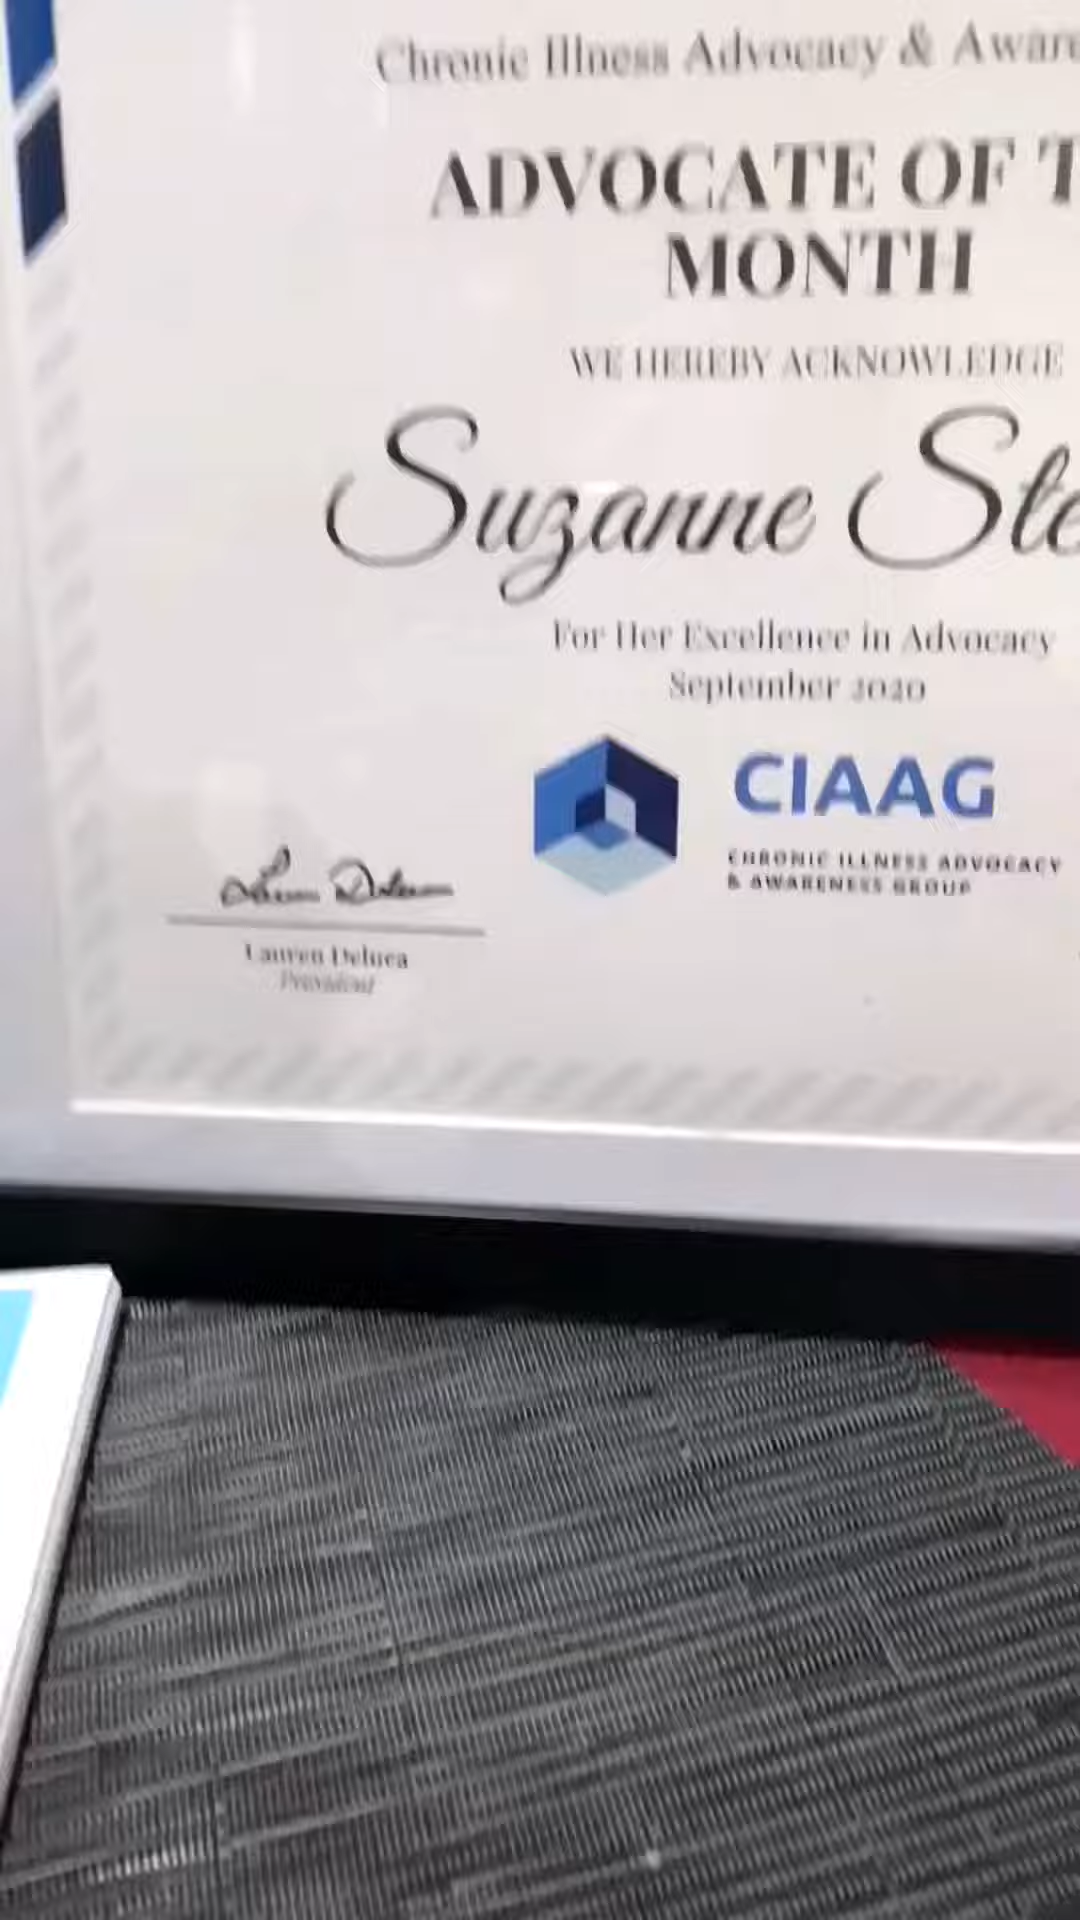 Chronic Illness Advocacy & Aware
ADVOCATE OF T
MONTH
WE HEREBY ACKNOWLEDGE
Suzanne Ste
For Her Excellence in Advocacy
September 2020
CIAAG
CHRONIC ILLNESS ADVOCACY
& AWARENESS GROUP
Lauren Deluca
President